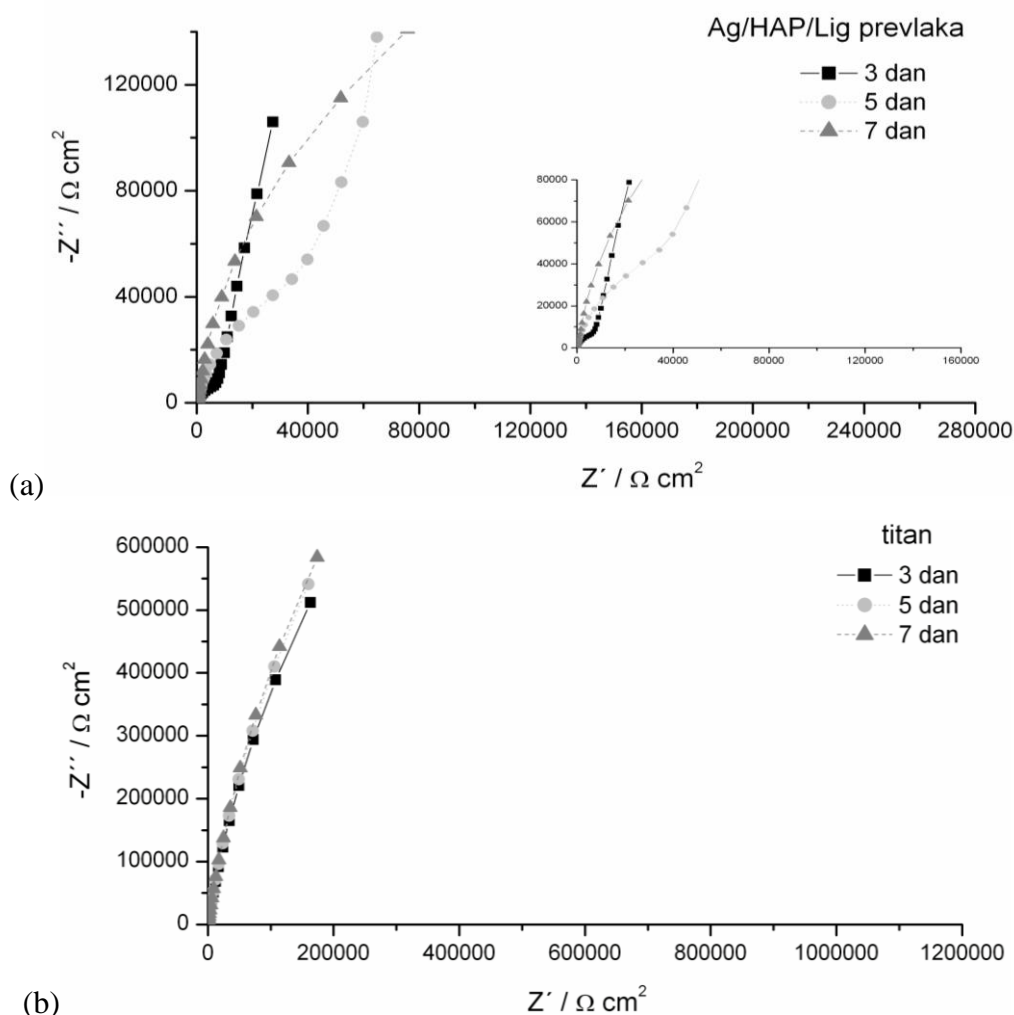 Ag/HAP/Lig prevlaka
3 dan
5 dan
7 dan
120000
80000
40000
0
-Z´´ / Ω cm²
0 40000 80000 120000 160000 200000 240000 280000
Z´ / Ω cm²
80000
60000
40000
20000
0
0 40000 80000 120000 160000
(a)
titan
3 dan
5 dan
7 dan
600000
500000
400000
300000
200000
100000
0
-Z´´ / Ω cm²
0 200000 400000 600000 800000 1000000 1200000
Z´ / Ω cm²
(b)